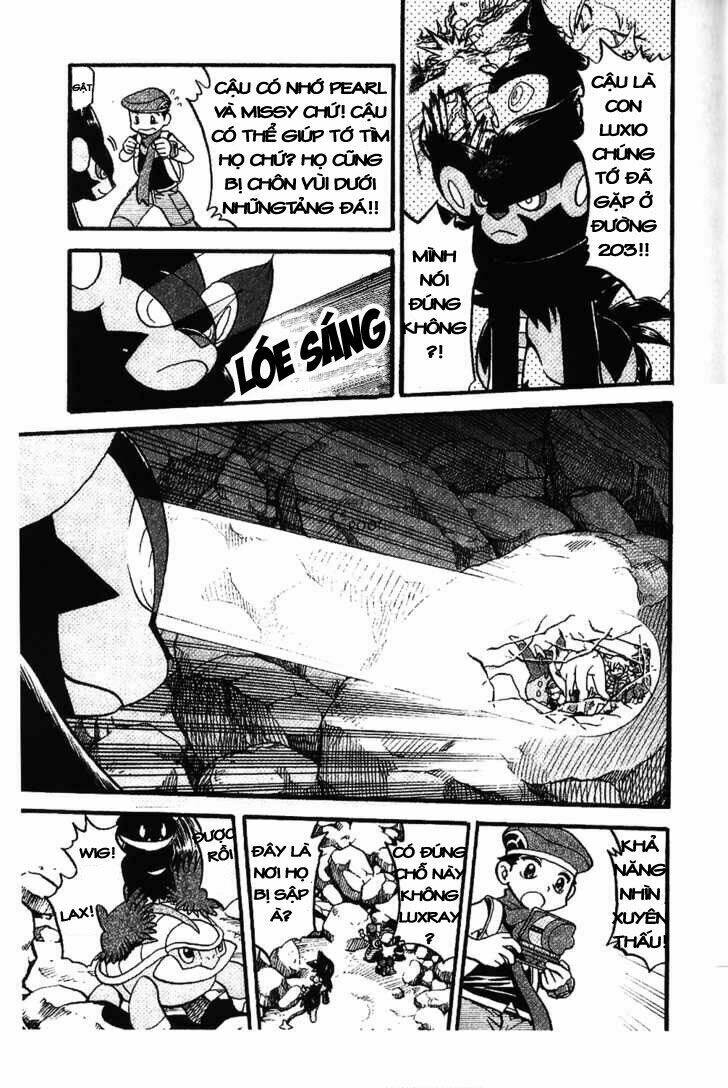 CẬU LÀ
CON
LUXIO
CHÚNG
TỚ ĐÃ
GẶP Ở
ĐƯỜNG
203!!
MÌNH
NÓI
ĐÚNG
KHÔNG
?!
CẬU CÓ NHỚ PEARL
VÀ MISSY CHỨ! CẬU
CÓ THỂ GIÚP TỚ TÌM
HỌ CHỨ? HỌ CŨNG
BỊ CHÔN VÙI DƯỚI
NHỮNGTẢNG ĐÁ!!
GẬT
LÓE SÁNG
KHẢ
NĂNG
NHÌN
XUYÊN
THẤU!
CÓ ĐÚNG
CHỖ NÀY
KHÔNG
LUXRAY
?
ĐÂY LÀ
NƠI HỌ
BỊ SẬP
À?
ĐƯỢC
RỒI
WIG!
LAX!